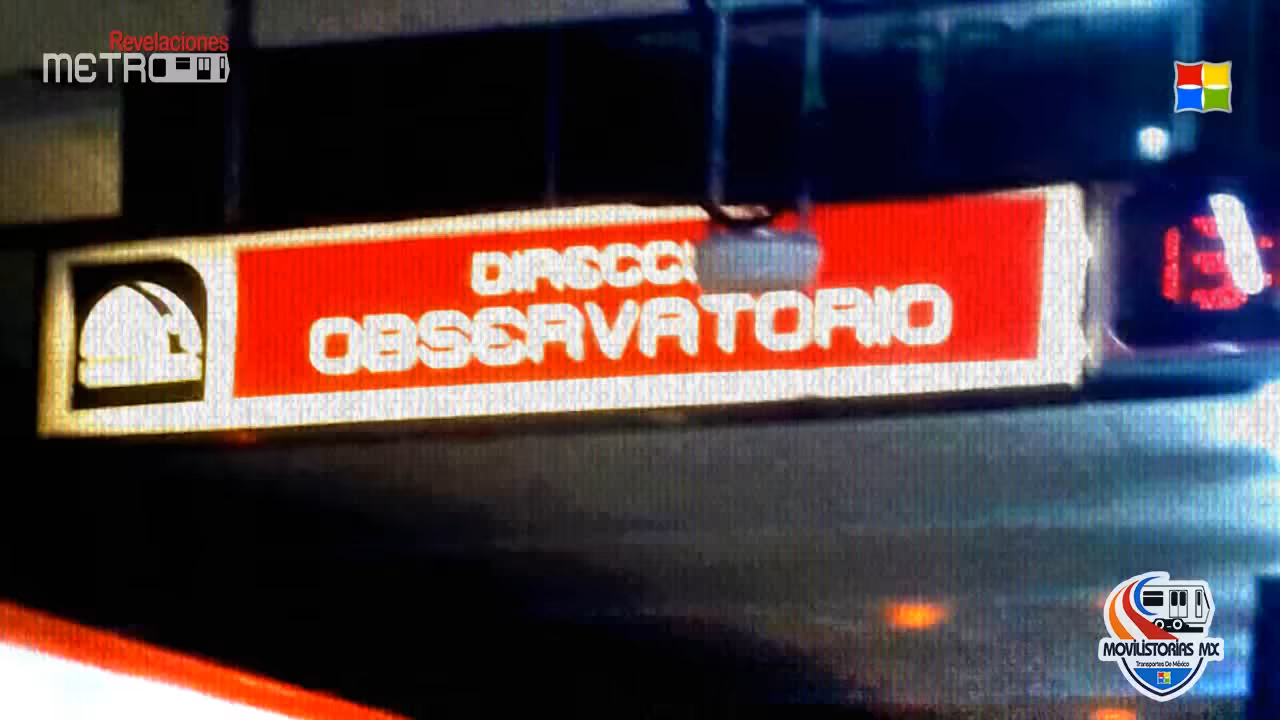 Revelaciones
METRO
OBSERVATORIO
MOVILISTORIAS MX
Transportes De México